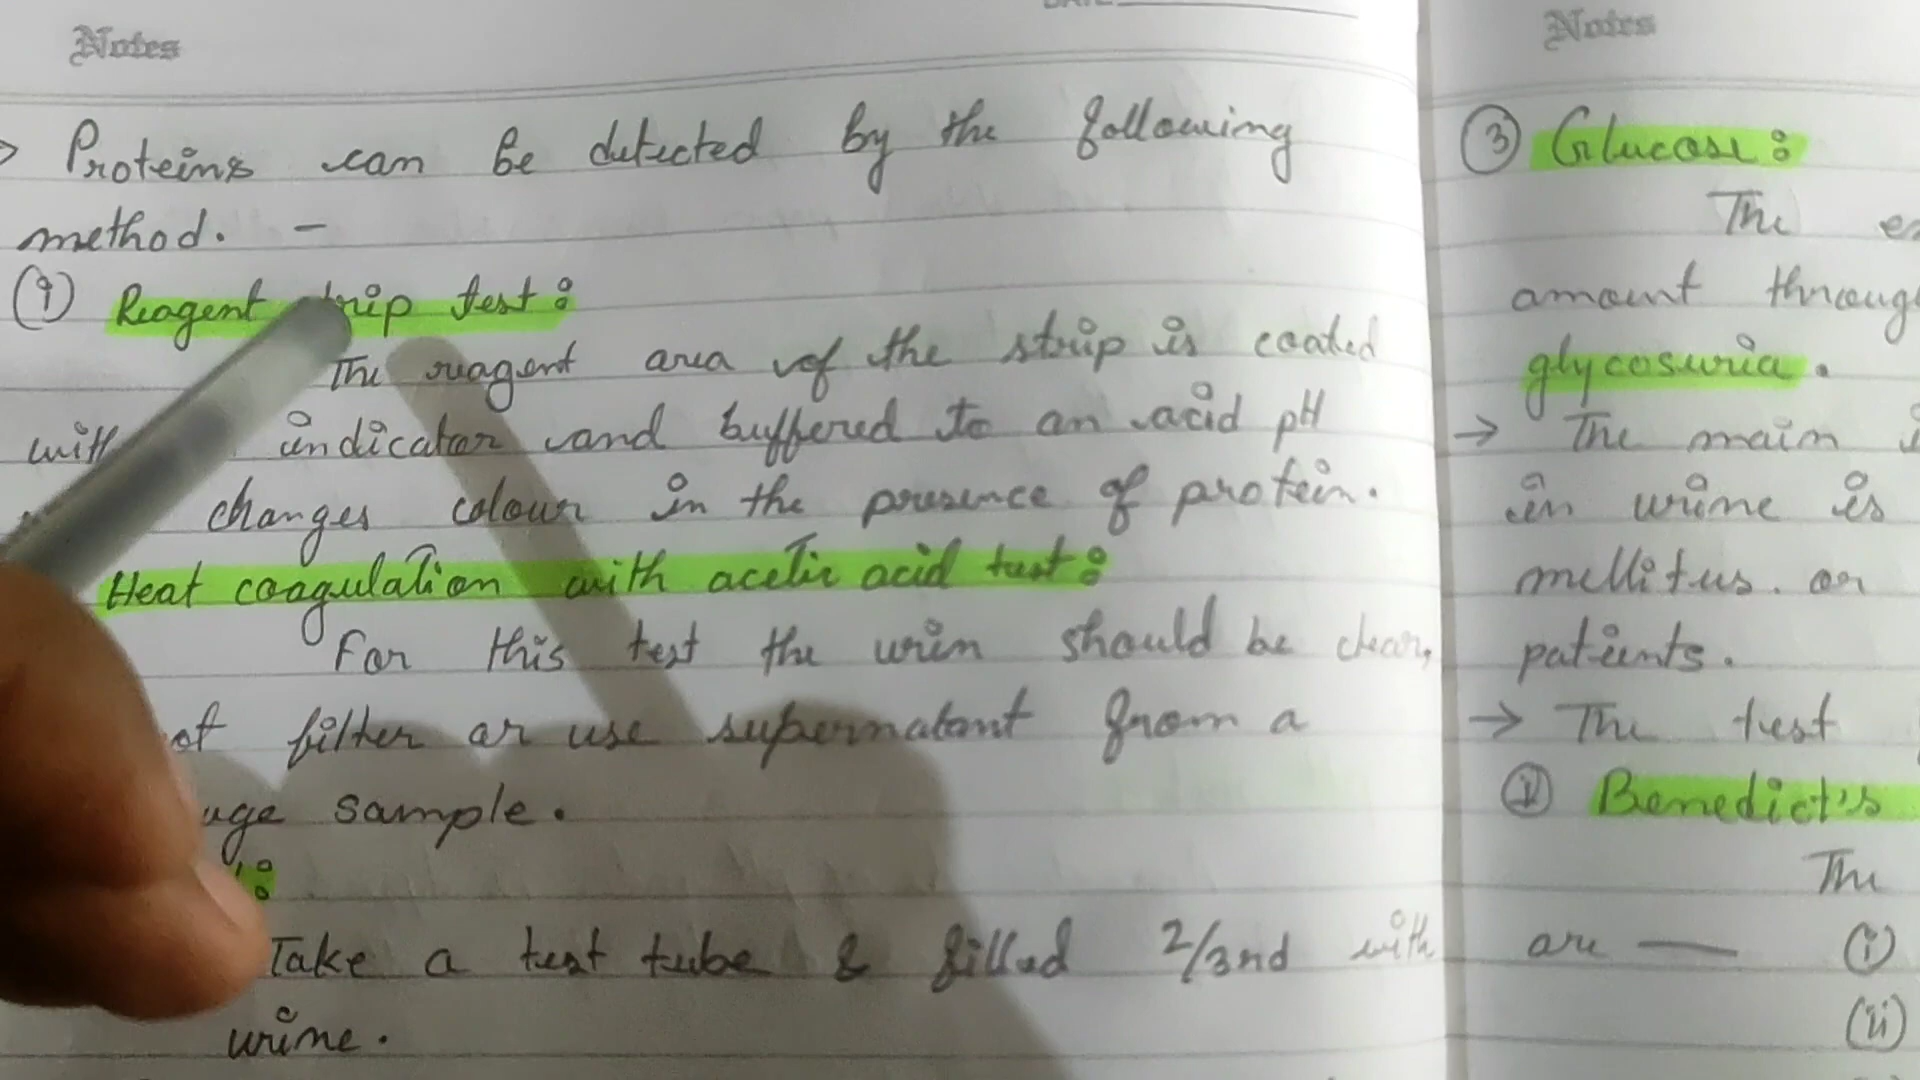 Notes
Proteins can be detected by the following
method. -
(i) Reagent strip test:
The reagent area of the strip is coated
with indicator and buffered to an acid pH
changes colour in the presence of protein.
Heat coagulation with acetic acid test:
For this test the urin should be clear,
filter or use supernatant from a
sample.
Take a test tube & filled 2/3nd with
urine.
Notes
③ Glucose:
The
amount
glycosuria.
→ The main
in urine is
mellitus. or
patients.
→ The test
Benedict's
The
are — (i)
(ii)